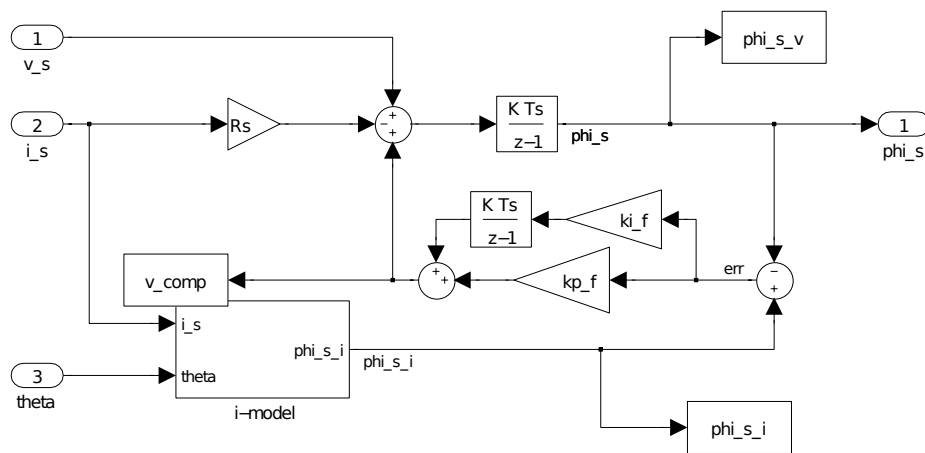 1
v_s
phi_s_v
2
i_s
Rs
+
−
+
K Ts
z−1
phi_s
1
phi_s
K Ts
z−1
ki_f
v_comp
+
+
kp_f
err
−
+
i_s
phi_s_i
phi_s_i
3
theta
theta
i−model
phi_s_i